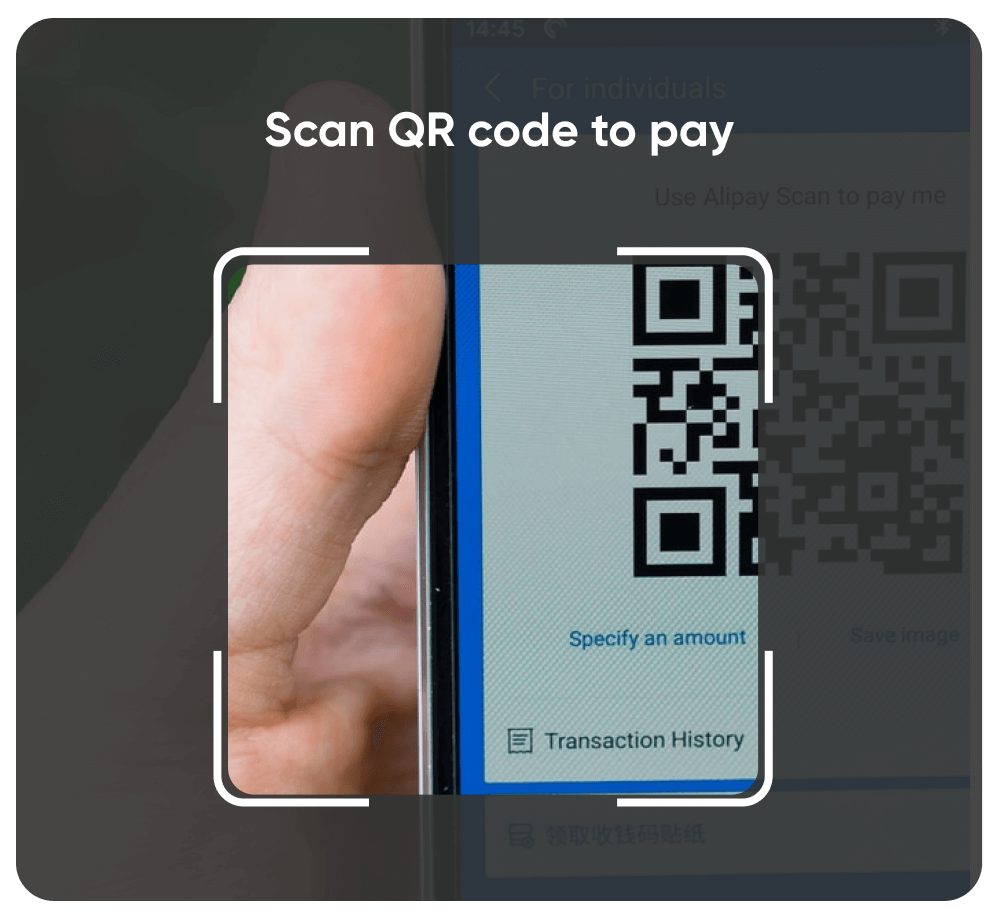 14:45
For individuals
Scan QR code to pay
Use Alipay Scan to pay me
Specify an amount
Save image
Transaction History
领取收钱码贴纸